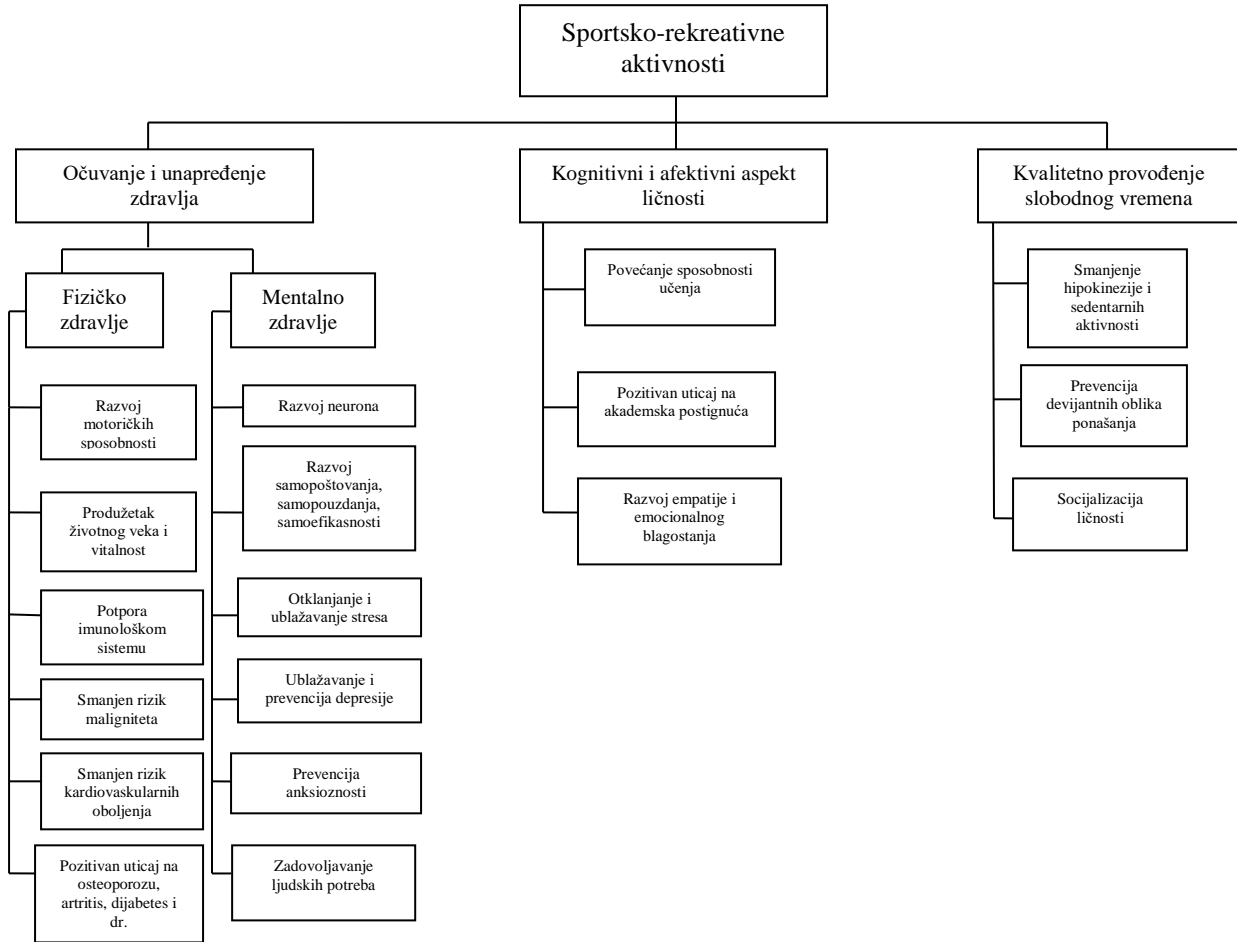 Sportsko-rekreativne
aktivnosti
Očuvanje i unapređenje
zdravlja
Kognitivni i afektivni aspekt
ličnosti
Kvalitetno provođenje
slobodnog vremena
Fizičko
zdravlje
Mentalno
zdravlje
Razvoj
motoričkih
sposobnosti
Produžetak
životnog veka i
vitalnost
Potpora
imunološkom
sistemu
Smanjen rizik
maligniteta
Smanjen rizik
kardiovaskularnih
oboljenja
Pozitivan uticaj na
osteoporozu,
artritis, dijabetes i
dr.
Razvoj neurona
Razvoj
samopoštovanja,
samopouzdanja,
samoefikasnosti
Otklanjanje i
ublažavanje stresa
Ublažavanje i
prevencija depresije
Prevencija
anksioznosti
Zadovoljavanje
ljudskih potreba
Povećanje sposobnosti
učenja
Pozitivan uticaj na
akademska postignuća
Razvoj empatije i
emocionalnog
blagostanja
Smanjenje
hipokinezije i
sedentarnih
aktivnosti
Prevencija
devijantnih oblika
ponašanja
Socijalizacija
ličnosti